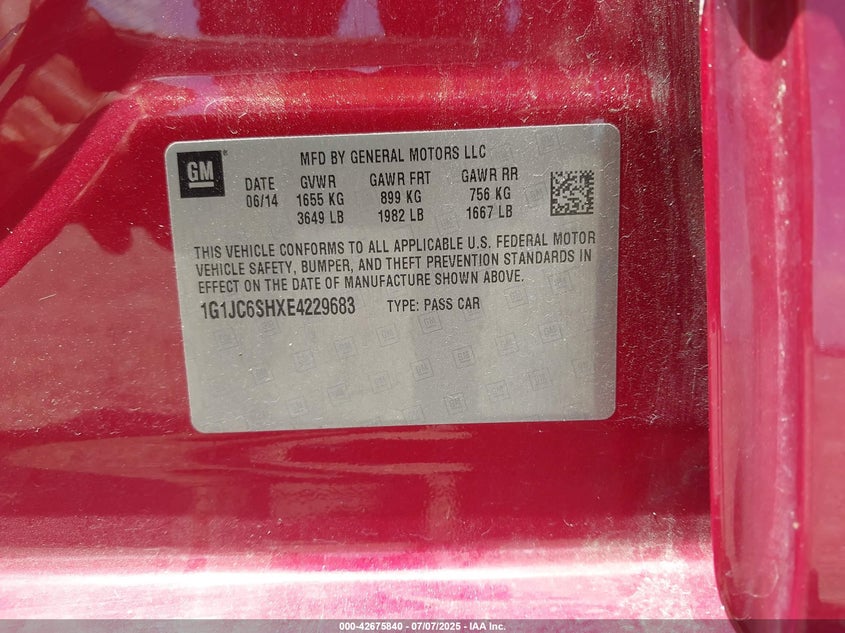 GM
MFD BY GENERAL MOTORS LLC
DATE GVWR GAWR FRT GAWR RR
06/14 1655 KG 899 KG 756 KG
3649 LB 1982 LB 1667 LB
THIS VEHICLE CONFORMS TO ALL APPLICABLE U.S. FEDERAL MOTOR
VEHICLE SAFETY, BUMPER, AND THEFT PREVENTION STANDARDS IN
EFFECT ON THE DATE OF MANUFACTURE SHOWN ABOVE.
1G1JC6SHXE4229683 TYPE: PASS CAR
000-42675840 - 07/07/2025 - IAA Inc.